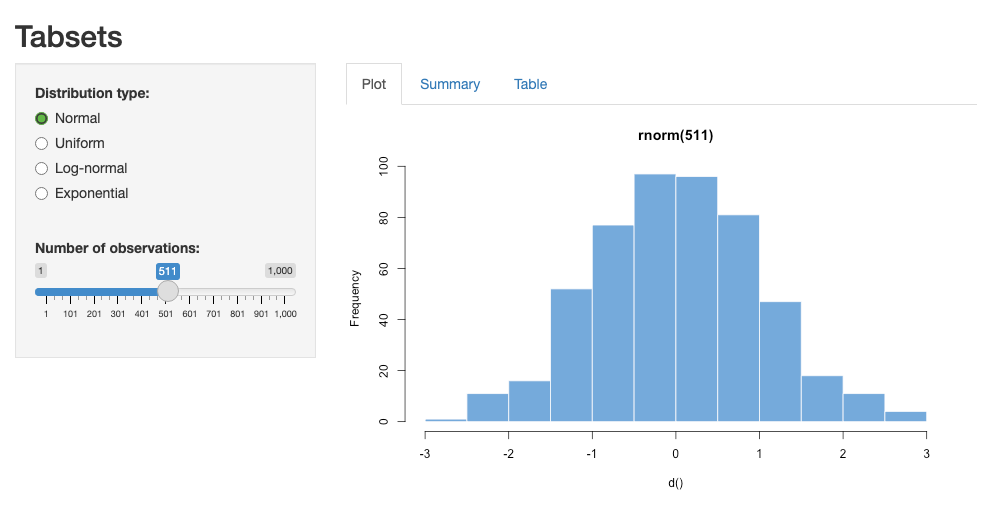 Tabsets
Distribution type:
Normal
Uniform
Log-normal
Exponential
Number of observations:
1 511 1,000
1 101 201 301 401 501 601 701 801 901 1,000
Plot Summary Table
rnorm(511)
Frequency
100
80
60
40
20
0
-3 -2 -1 0 1 2 3
d()